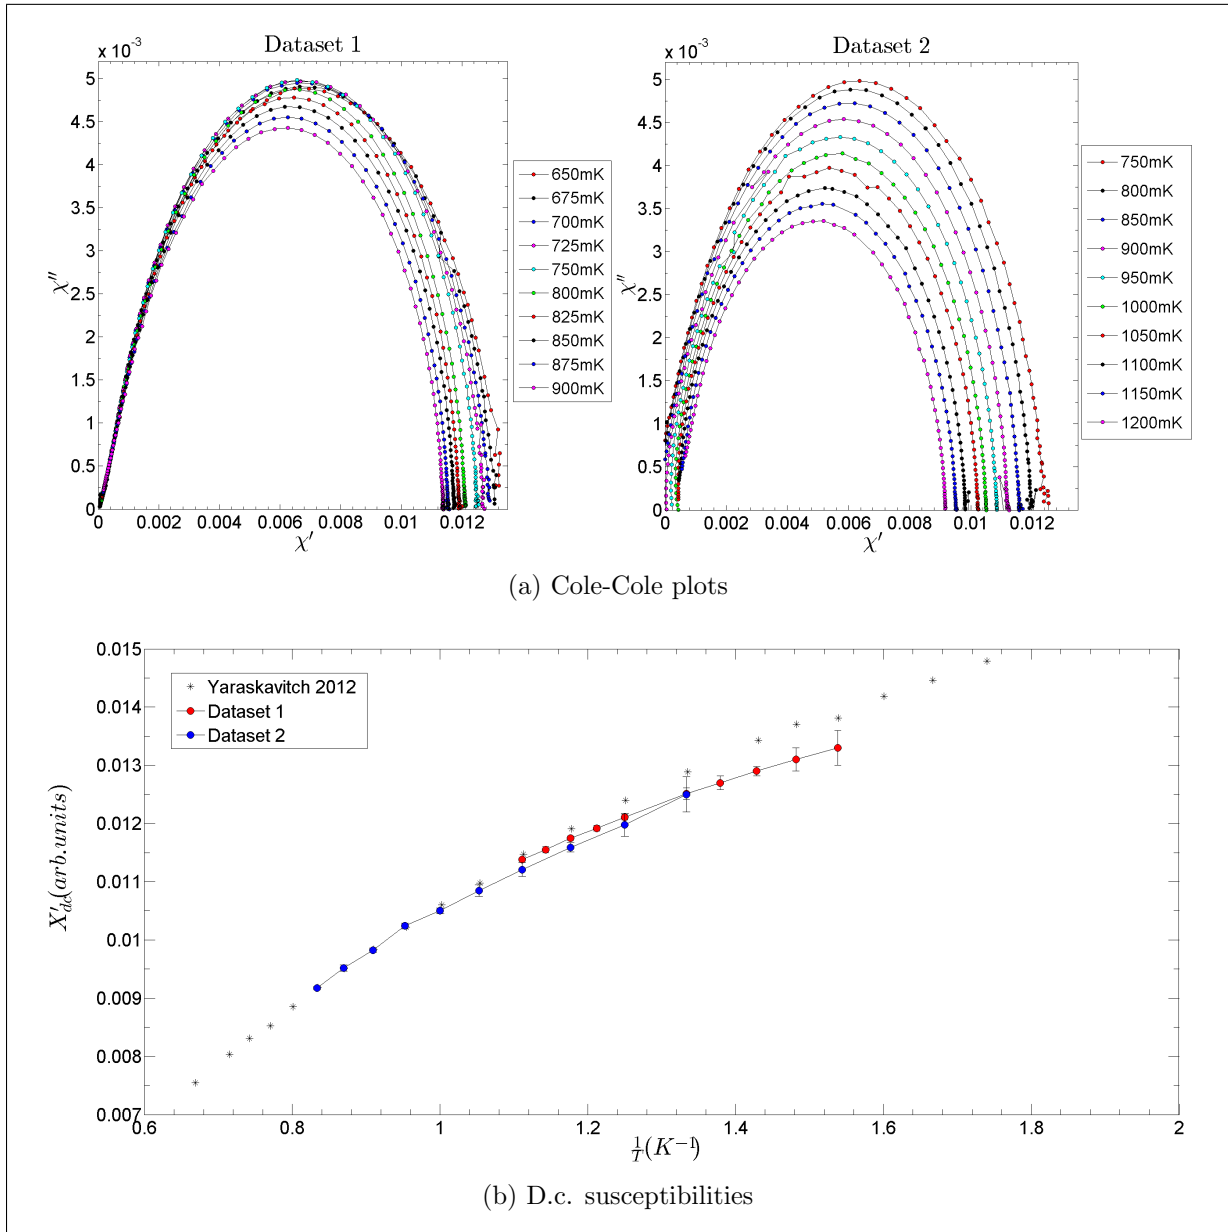 Dataset 1
x 10⁻³
5
4.5
4
3.5
3
2.5
2
1.5
1
0.5
0
χ''
0 0.002 0.004 0.006 0.008 0.01 0.012
χ'
650mK
675mK
700mK
725mK
750mK
800mK
825mK
850mK
875mK
900mK
Dataset 2
x 10⁻³
5
4.5
4
3.5
3
2.5
2
1.5
1
0.5
0
χ''
0 0.002 0.004 0.006 0.008 0.01 0.012
χ'
750mK
800mK
850mK
900mK
950mK
1000mK
1050mK
1100mK
1150mK
1200mK
(a) Cole-Cole plots
0.015
0.014
0.013
0.012
0.011
0.01
0.009
0.008
0.007
X'dc(arb.units)
Yaraskavitch 2012
Dataset 1
Dataset 2
0.6 0.8 1 1.2 1.4 1.6 1.8 2
1/T (K⁻¹)
(b) D.c. susceptibilities